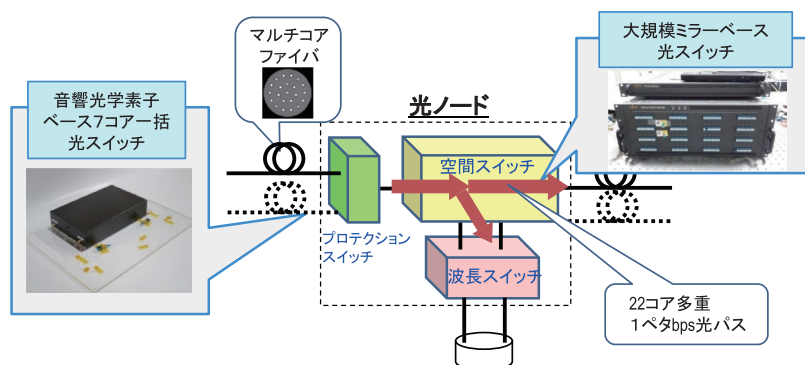 マルチコア
ファイバ
大規模ミラーベース
光スイッチ
音響光学素子
ベース7コア一括
光スイッチ
光ノード
空間スイッチ
プロテクション
スイッチ
波長スイッチ
22コア多重
1ペタbps光パス